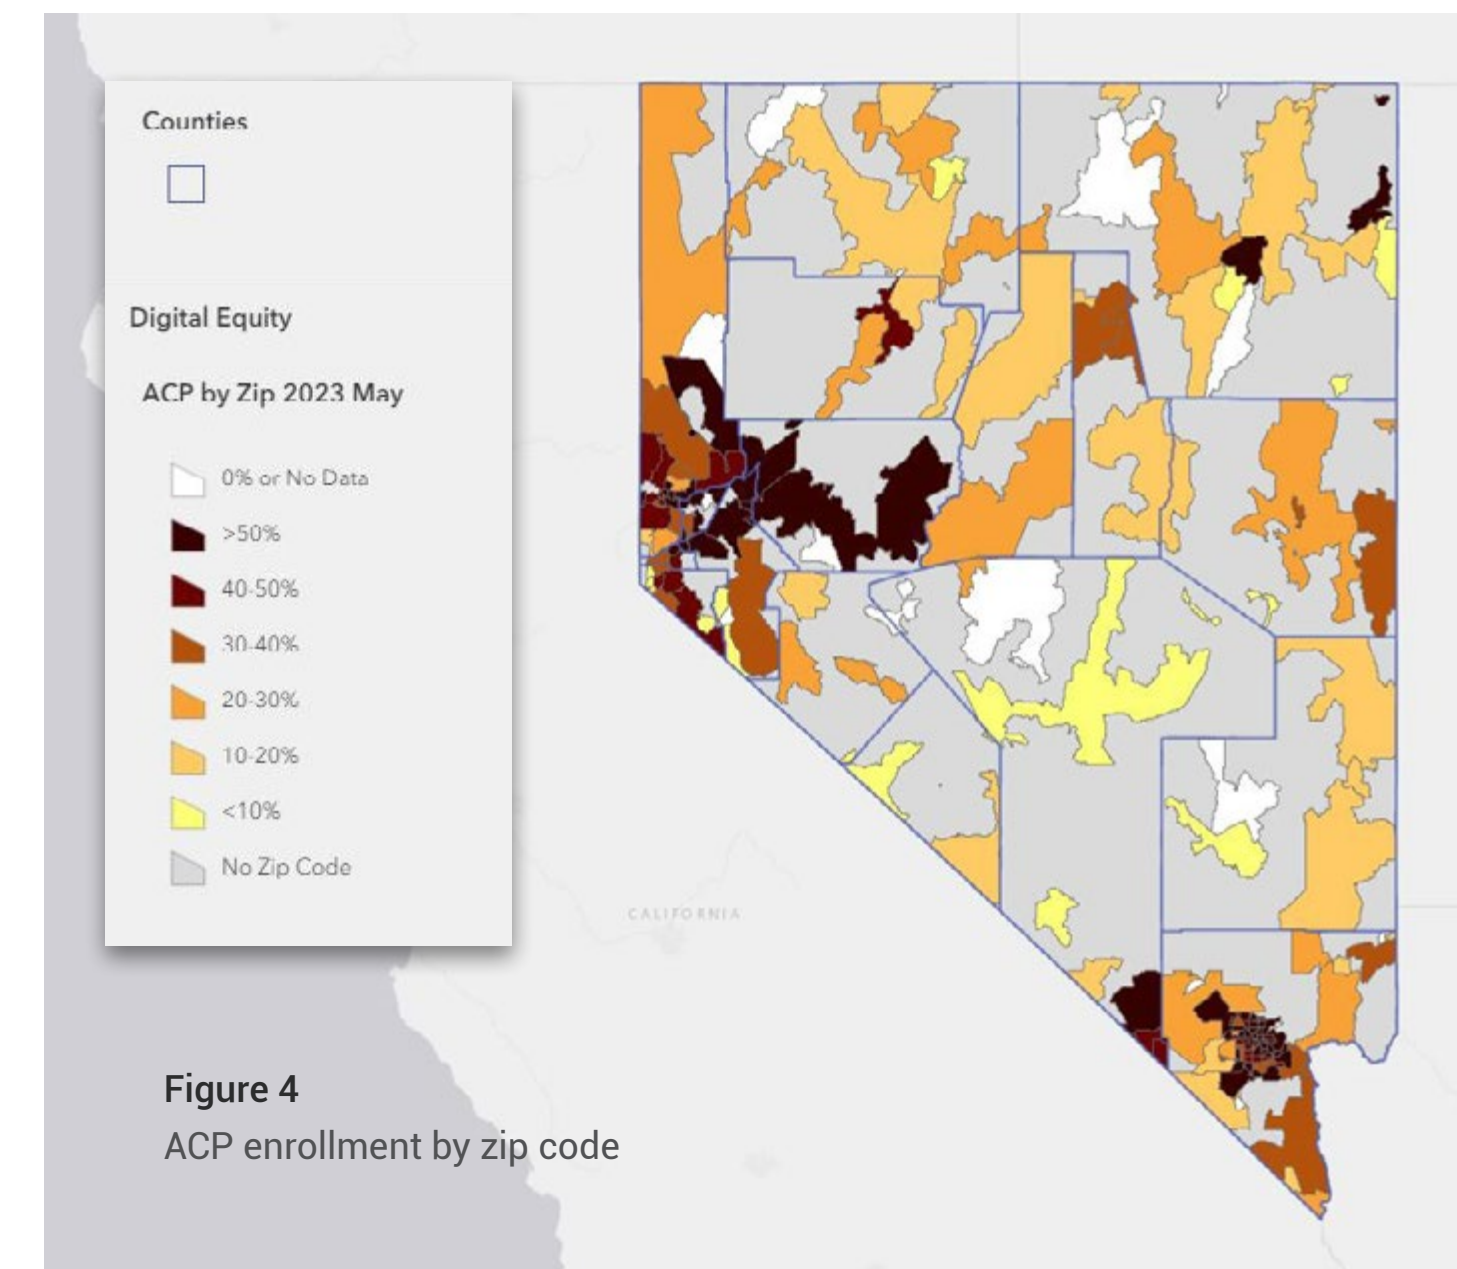 Counties
Digital Equity
ACP by Zip 2023 May
0% or No Data
>50%
40-50%
30-40%
20-30%
10-20%
<10%
No Zip Code
CALIFORNIA
Figure 4
ACP enrollment by zip code